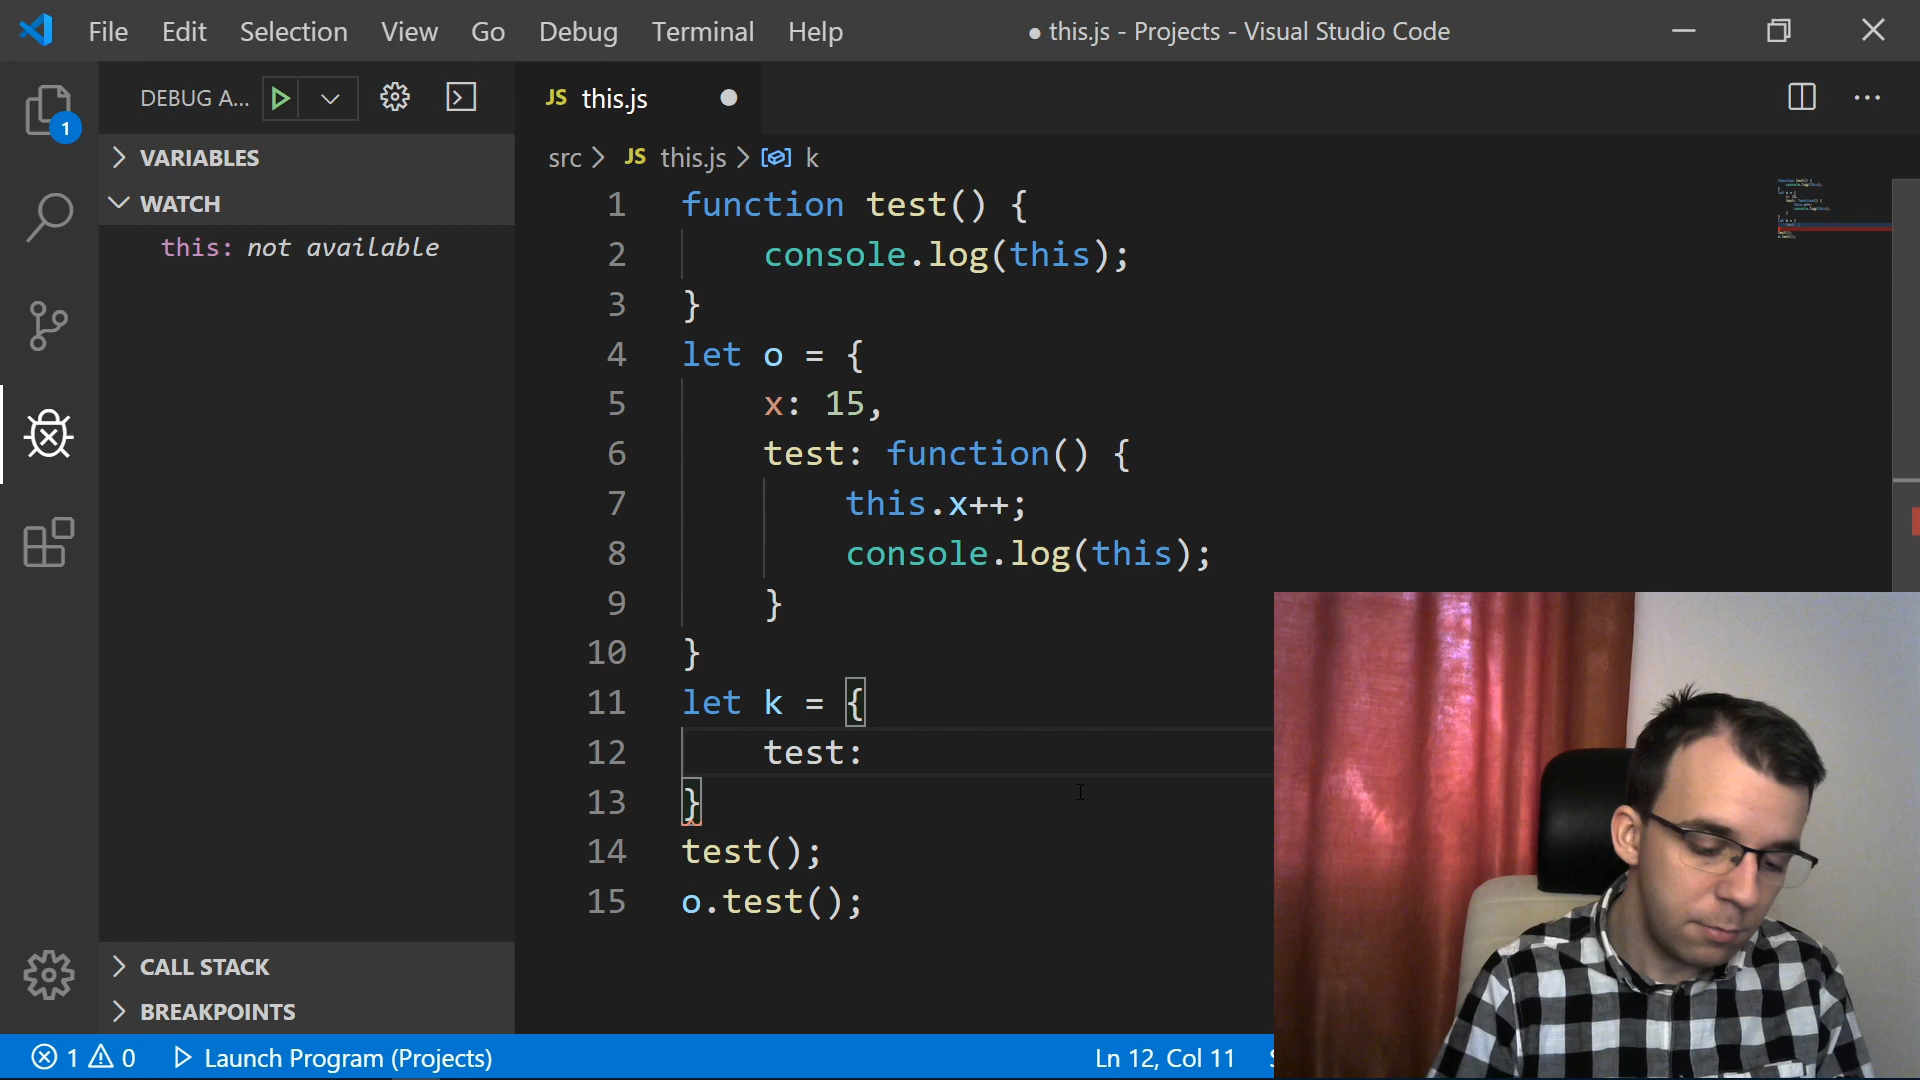 File Edit Selection View Go Debug Terminal Help
● this.js - Projects - Visual Studio Code
DEBUG A...
JS this.js
1
VARIABLES
WATCH
this: not available
src > JS this.js > k
1 function test() {
2 console.log(this);
3 }
4 let o = {
5 x: 15,
6 test: function() {
7 this.x++;
8 console.log(this);
9 }
10 }
11 let k = {
12 test:
13 }
14 test();
15 o.test();
CALL STACK
BREAKPOINTS
1 0 Launch Program (Projects)
Ln 12, Col 11